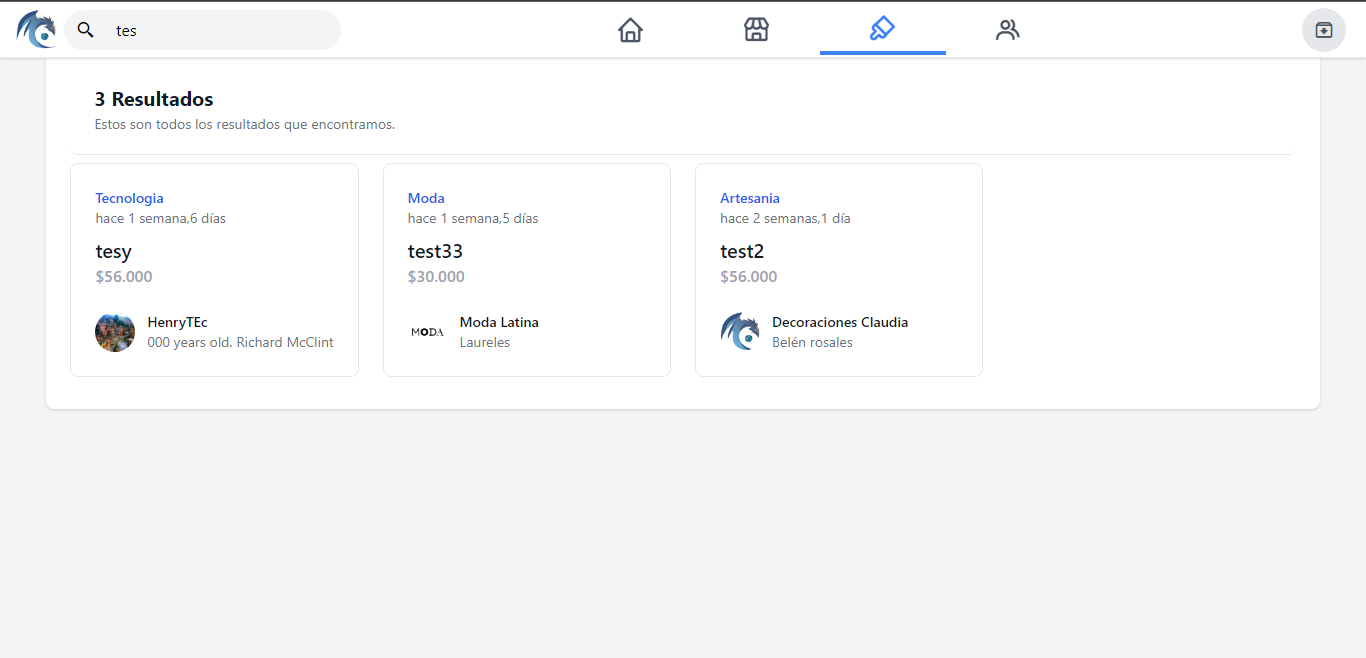 tes
3 Resultados
Estos son todos los resultados que encontramos.
Tecnologia
hace 1 semana,6 días
tesy
$56.000
HenryTEc
000 years old. Richard McClint
Moda
hace 1 semana,5 días
test33
$30.000
MODA
Moda Latina
Laureles
Artesania
hace 2 semanas,1 día
test2
$56.000
Decoraciones Claudia
Belén rosales